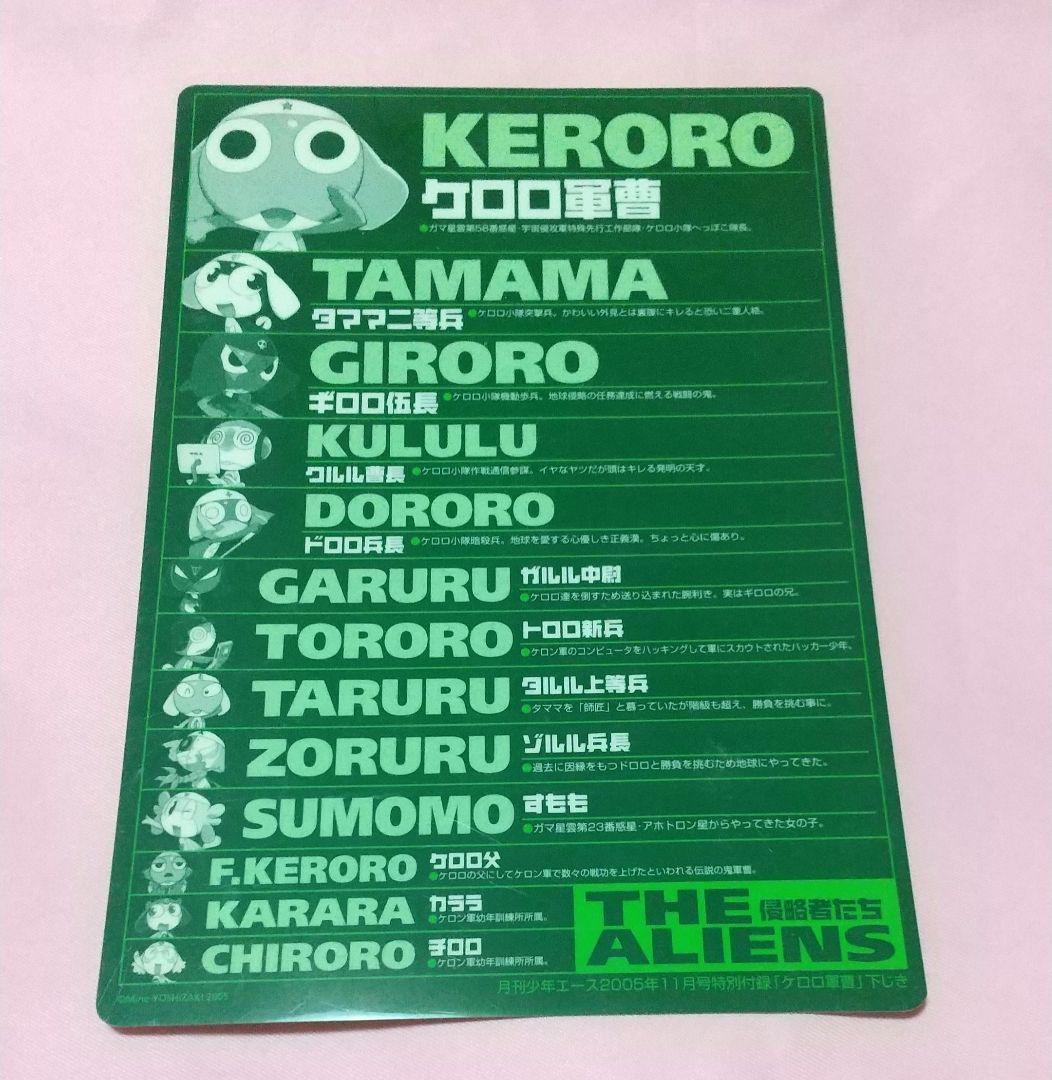 KERORO
ケロロ軍曹
●ガマ星雲第58番惑星・宇宙侵攻軍特殊先行工作部隊・ケロロ小隊へっぽこ隊長。
TAMAMA
タママ二等兵 ●ケロロ小隊突撃兵。かわいい外見とは裏腹にキレると恐い二重人格。
GIRORO
ギロロ伍長 ●ケロロ小隊機動歩兵。地球侵略の任務達成に燃える戦闘の鬼。
KULULU
クルル曹長 ●ケロロ小隊作戦通信参謀。イヤなヤツだが頭はキレる発明の天才。
DORORO
ドロロ兵長 ●ケロロ小隊暗殺兵。地球を愛する心優しき正義漢。ちょっと心に傷あり。
GARURU ガルル中尉
●ケロロ達を倒すため送り込まれた腕利き。実はギロロの兄。
TORORO トロロ新兵
●ケロン軍のコンピュータをハッキングして軍にスカウトされたハッカー少年。
TARURU タルル上等兵
●タママを「師匠」と慕っていたが階級も超え、勝負を挑む事に。
ZORURU ゾルル兵長
●過去に因縁をもつドロロと勝負を挑むため地球にやってきた。
SUMOMO すもも
●ガマ星雲第23番惑星・アホトロン星からやってきた女の子。
F.KERORO ケロロ父
●ケロロの父にしてケロン軍で数々の戦功を上げたといわれる伝説の鬼軍曹。
KARARA カララ
●ケロン軍幼年訓練所所属。
CHIRORO チロロ
●ケロン軍幼年訓練所所属。
THE 侵略者たち
ALIENS
月刊少年エース2005年11月号特別付録「ケロロ軍曹」下じき
©Mine YOSHIZAKI 2005